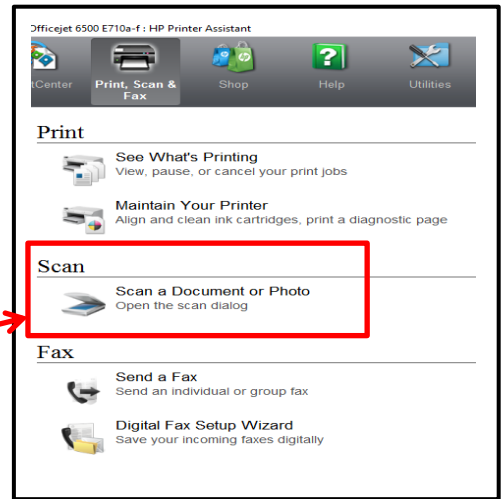 Officejet 6500 E710a-f : HP Printer Assistant
tCenter
Print, Scan &
Fax
Shop
Help
Utilities
Print
See What's Printing
View, pause, or cancel your print jobs
Maintain Your Printer
Align and clean ink cartridges, print a diagnostic page
Scan
Scan a Document or Photo
Open the scan dialog
Fax
Send a Fax
Send an individual or group fax
Digital Fax Setup Wizard
Save your incoming faxes digitally